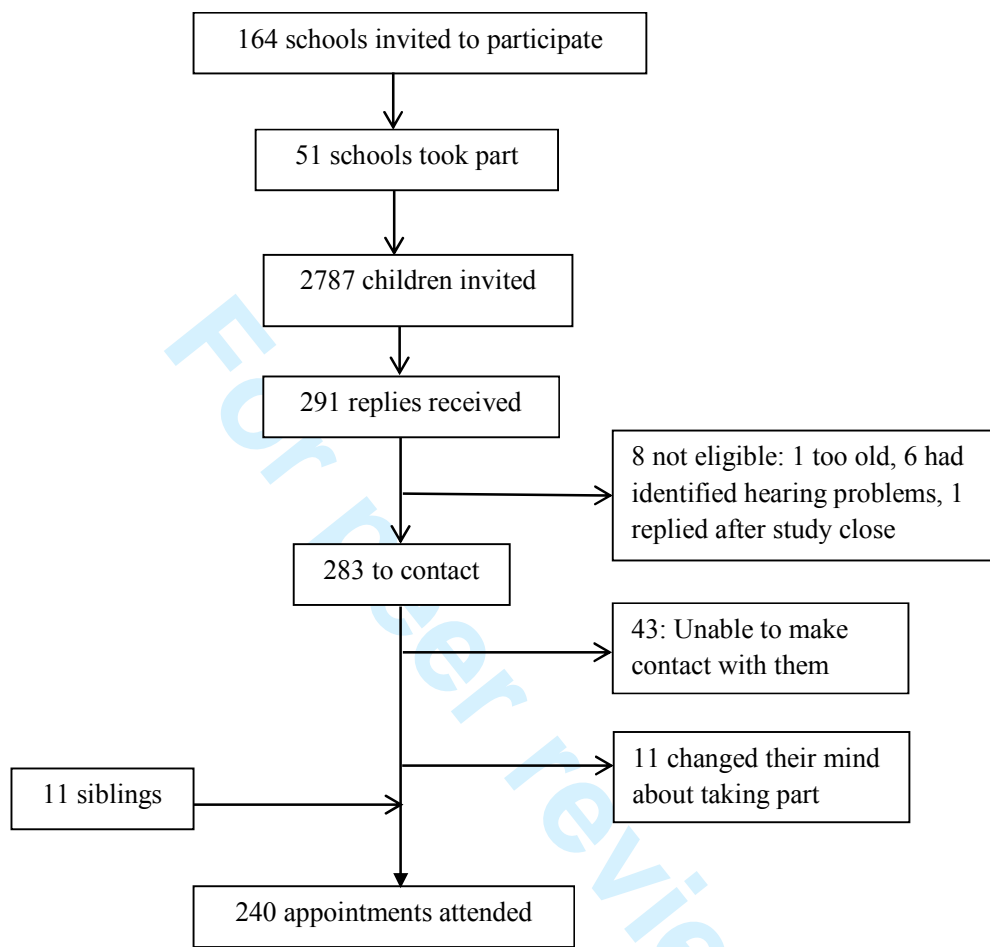 164 schools invited to participate
51 schools took part
2787 children invited
291 replies received
8 not eligible: 1 too old, 6 had
identified hearing problems, 1
replied after study close
283 to contact
43: Unable to make
contact with them
11 changed their mind
about taking part
11 siblings
240 appointments attended
For peer revie